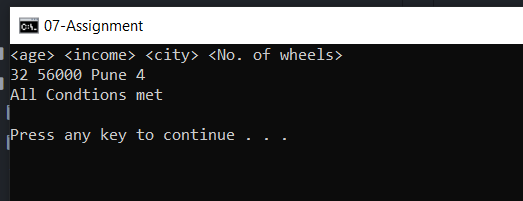 07-Assignment
<age> <income> <city> <No. of wheels>
32 56000 Pune 4
All Condtions met
Press any key to continue . . .